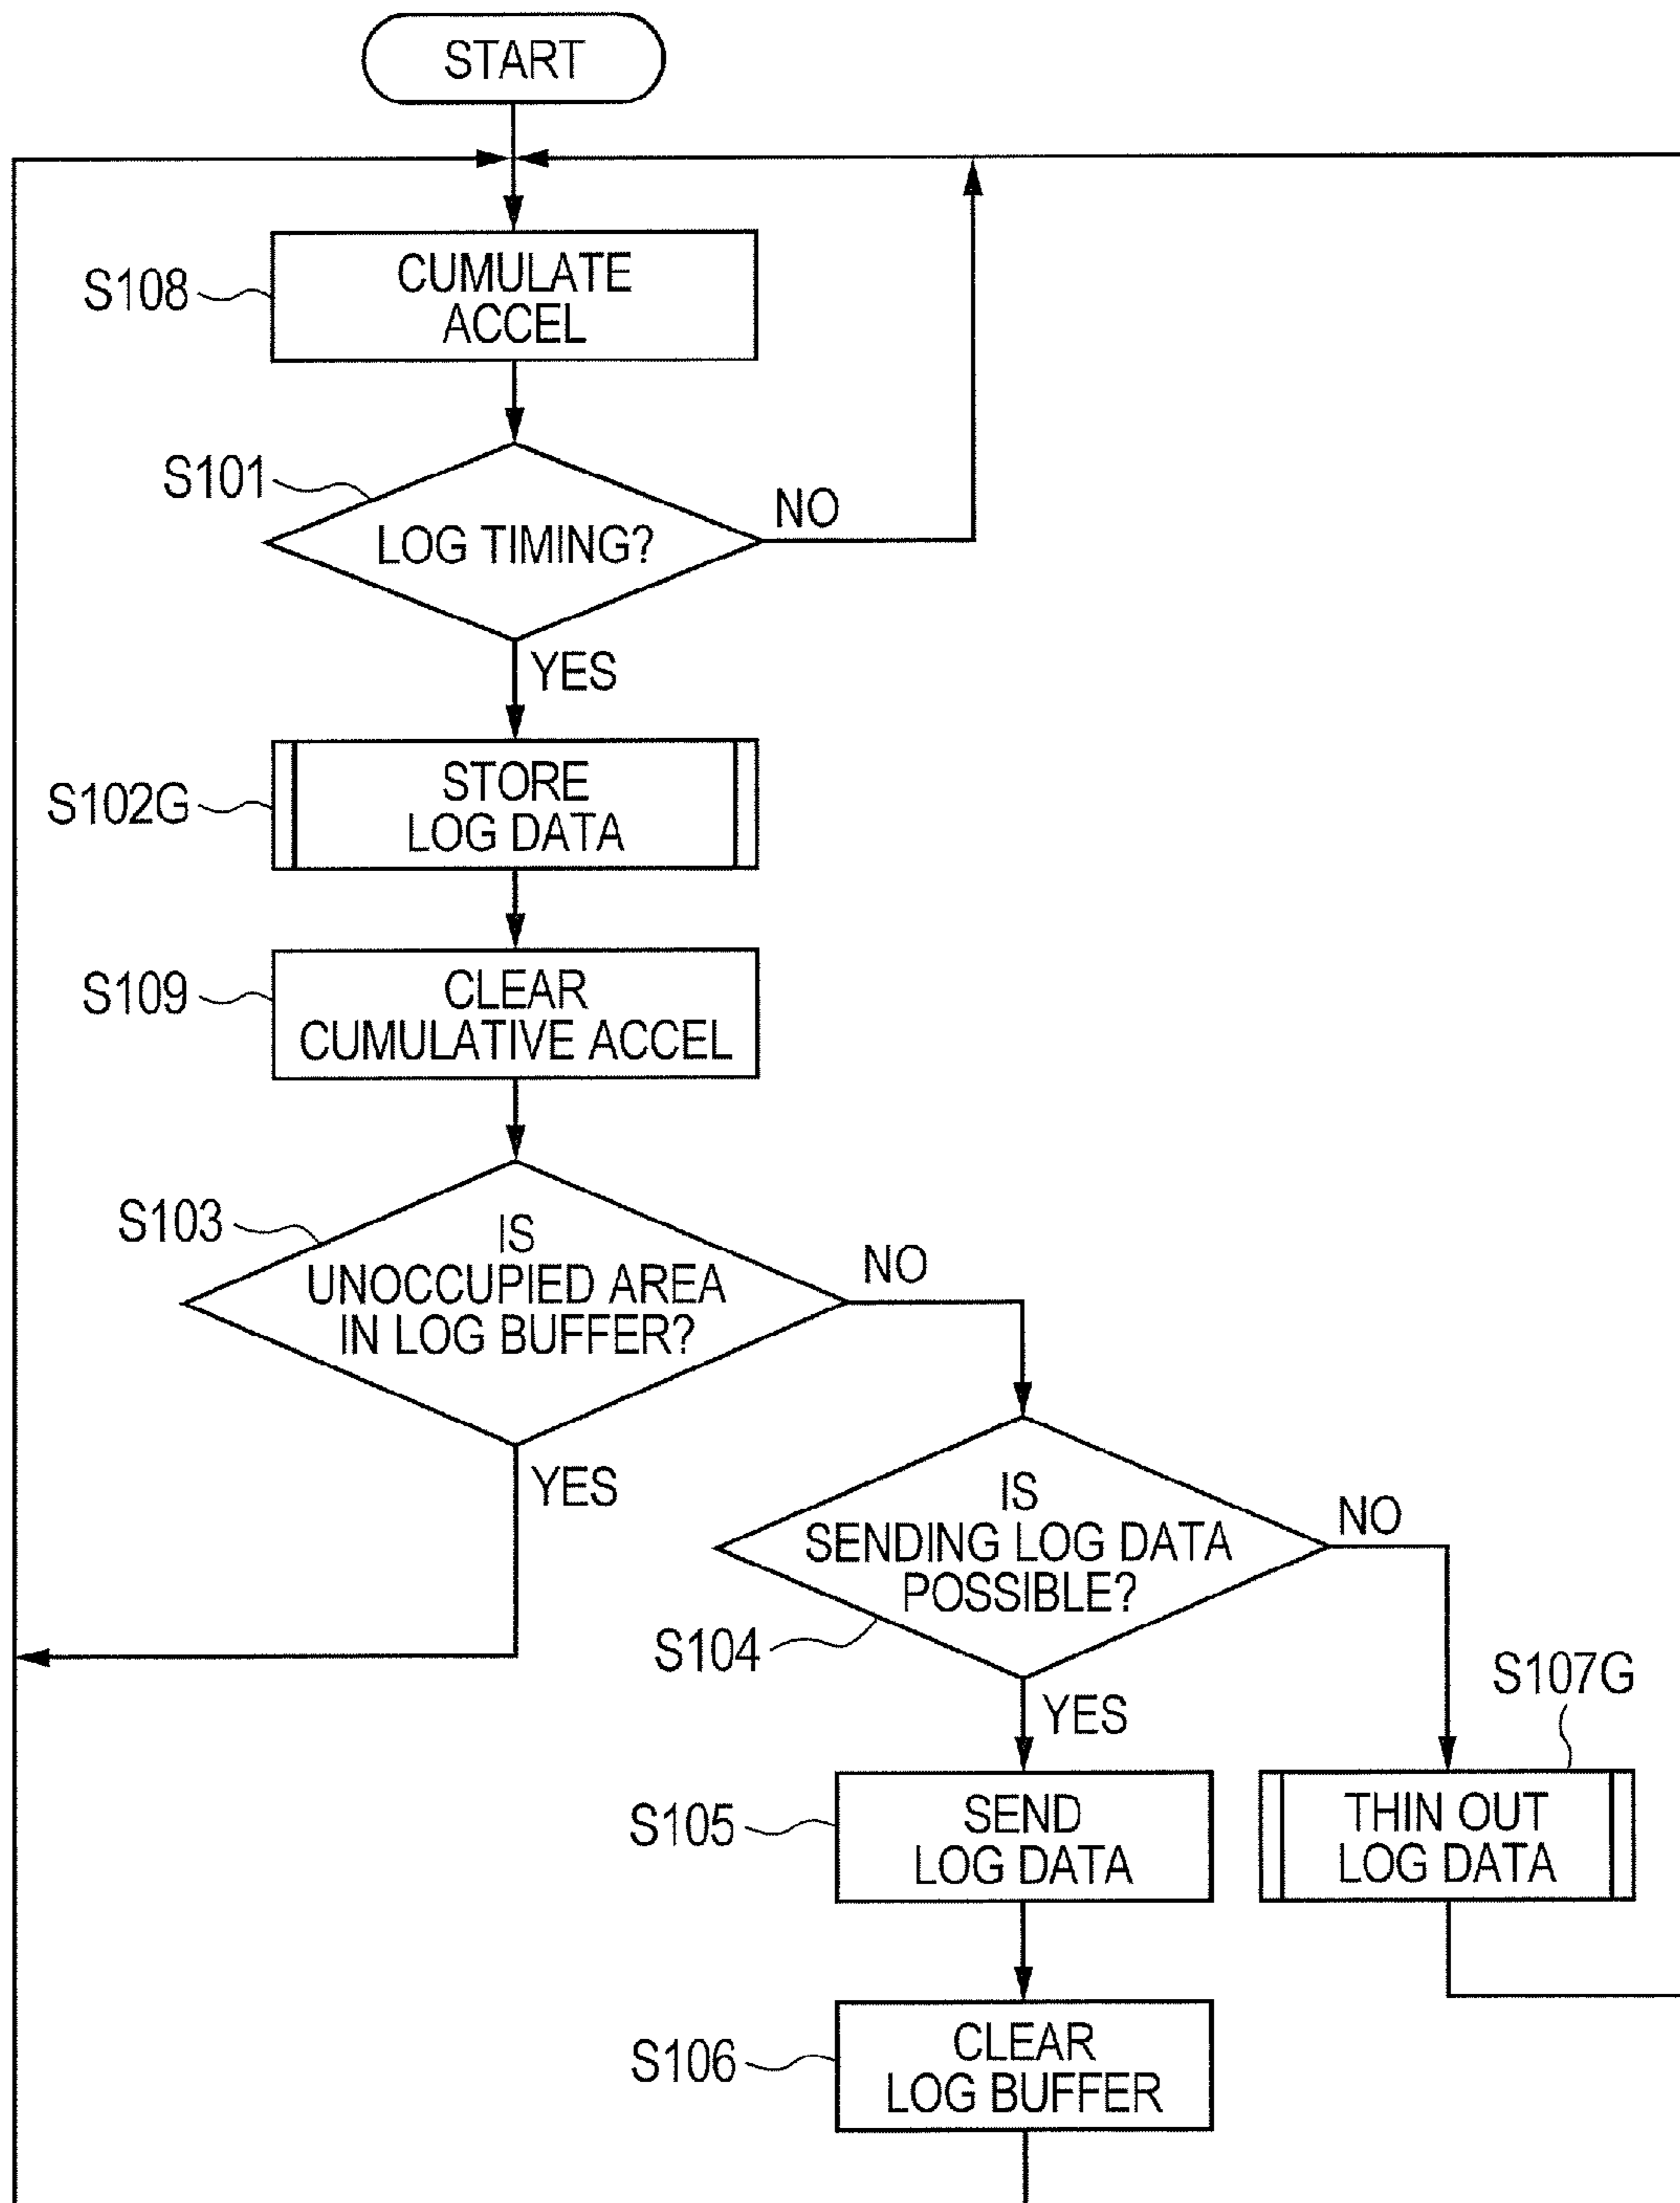 START
S108
CUMULATE
ACCEL
S101
LOG TIMING?
NO
YES
S102G
STORE
LOG DATA
S109
CLEAR
CUMULATIVE ACCEL
S103
IS
UNOCCUPIED AREA
IN LOG BUFFER?
NO
YES
IS
SENDING LOG DATA
POSSIBLE?
NO
S104
YES
S107G
S105
SEND
LOG DATA
THIN OUT
LOG DATA
S106
CLEAR
LOG BUFFER